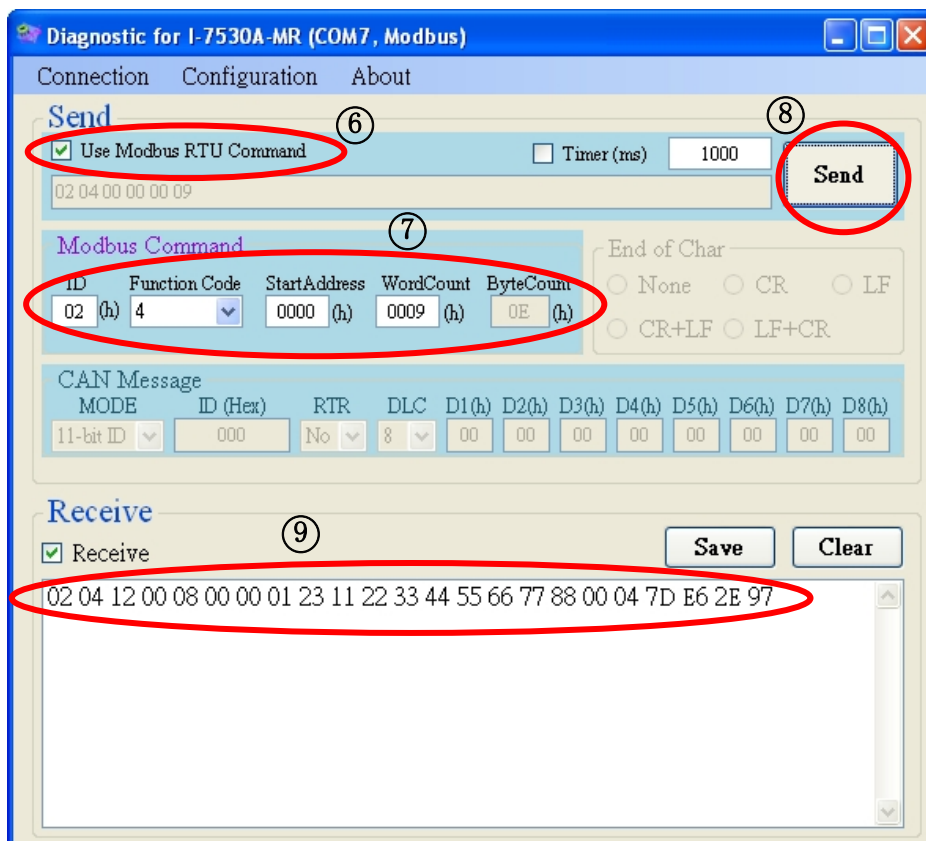 Diagnostic for I-7530A-MR (COM7, Modbus)
Connection Configuration About
Send
⑥ ⑧
Use Modbus RTU Command Timer (ms) 1000 Send
02 04 00 00 00 09
⑦
Modbus Command End of Char
ID Function Code StartAddress WordCount ByteCount None CR LF
02 (h) 4 0000 (h) 0009 (h) 0E (h)
CR+LF LF+CR
CAN Message
MODE ID (Hex) RTR DLC D1(h) D2(h) D3(h) D4(h) D5(h) D6(h) D7(h) D8(h)
11-bit ID 000 No 8 00 00 00 00 00 00 00 00
Receive
⑨
Receive Save Clear
02 04 12 00 08 00 00 01 23 11 22 33 44 55 66 77 88 00 04 7D E6 2E 97